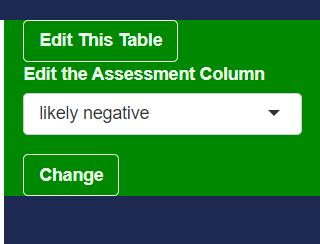 Edit This Table
Edit the Assessment Column
likely negative
Change